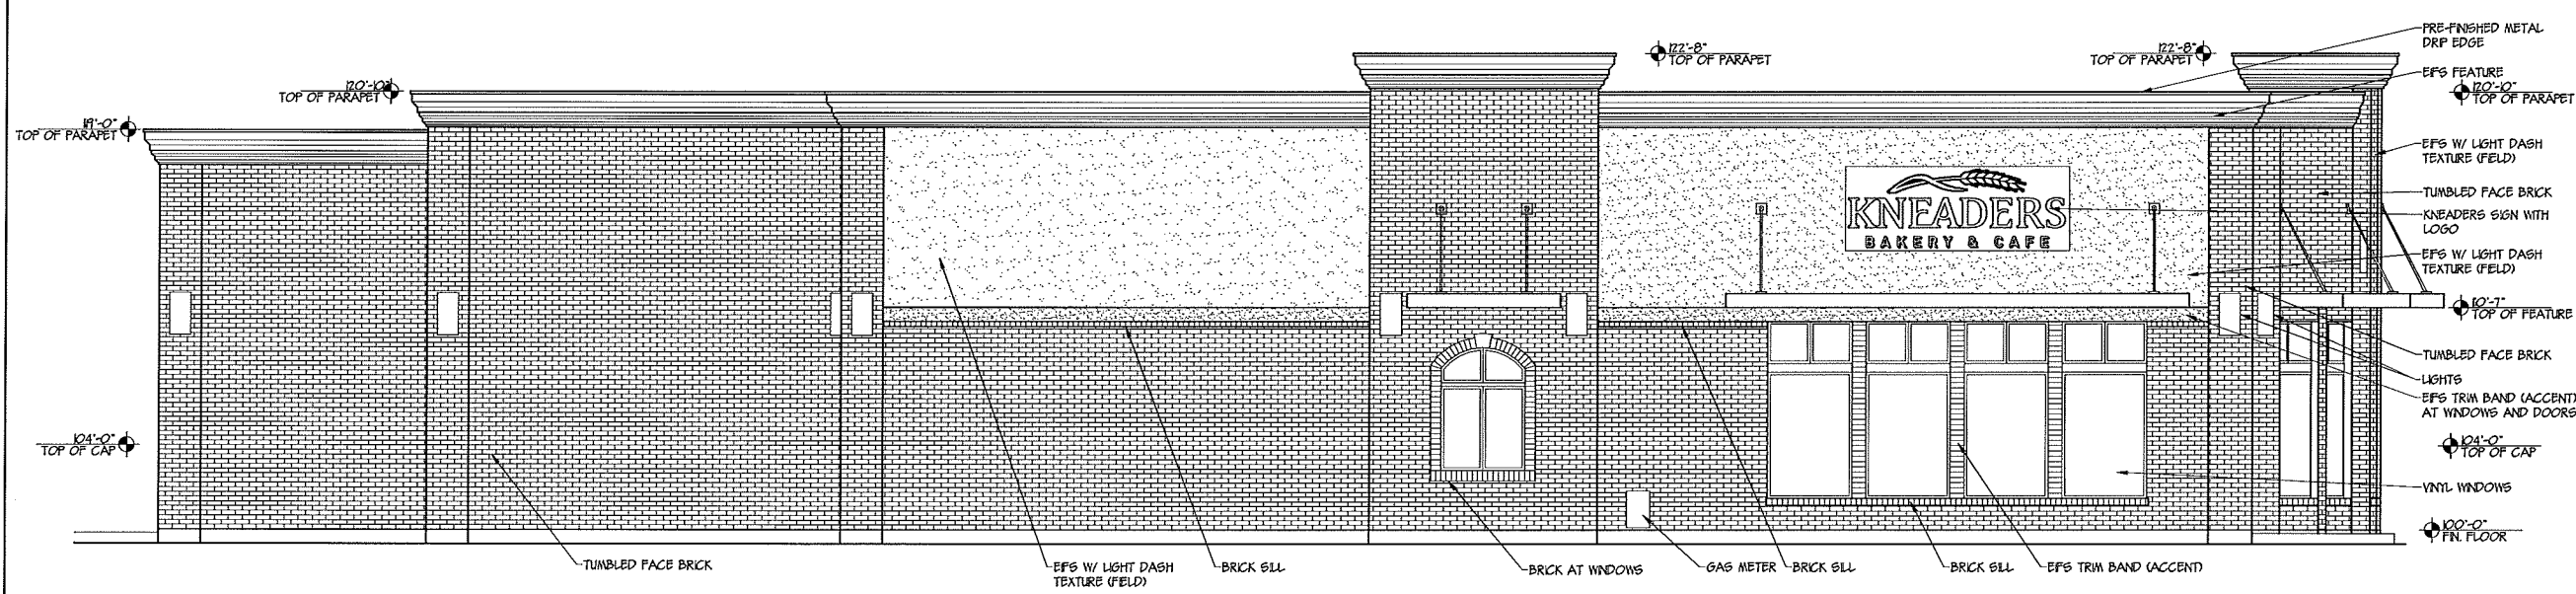 PRE-FINISHED METAL
DRIP EDGE
122'-8"
TOP OF PARAPET
122'-8"
TOP OF PARAPET
EIFS FEATURE
120'-10"
TOP OF PARAPET
120'-10"
TOP OF PARAPET
119'-0"
TOP OF PARAPET
EIFS W/ LIGHT DASH
TEXTURE (FIELD)
TUMBLED FACE BRICK
KNEADERS SIGN WITH
LOGO
KNEADERS
BAKERY & CAFE
EIFS W/ LIGHT DASH
TEXTURE (FIELD)
10'-7"
TOP OF FEATURE
TUMBLED FACE BRICK
LIGHTS
EIFS TRIM BAND (ACCENT)
AT WINDOWS AND DOORS
104'-0"
TOP OF CAP
104'-0"
TOP OF CAP
VINYL WINDOWS
100'-0"
FIN. FLOOR
TUMBLED FACE BRICK
EIFS W/ LIGHT DASH
TEXTURE (FIELD)
BRICK SILL
BRICK AT WINDOWS
GAS METER
BRICK SILL
BRICK SILL
EIFS TRIM BAND (ACCENT)